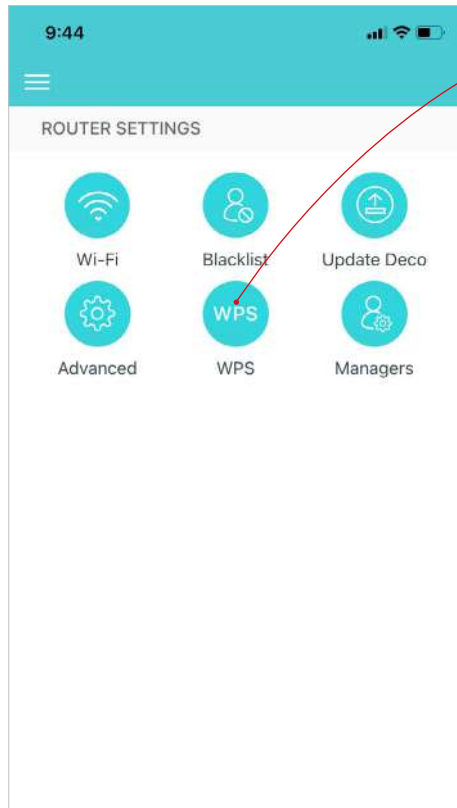 9:44
ROUTER SETTINGS
Wi-Fi Blacklist Update Deco
WPS
Advanced WPS Managers